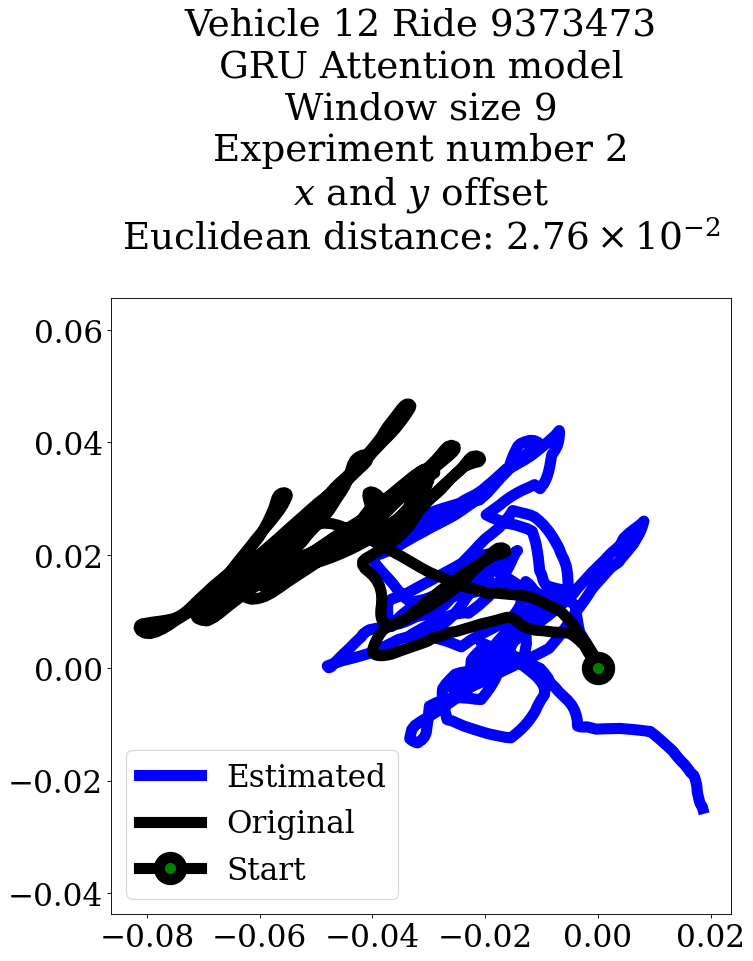 Vehicle 12 Ride 9373473
GRU Attention model
Window size 9
Experiment number 2
x and y offset
Euclidean distance: 2.76 × 10⁻²
0.06
0.04
0.02
0.00
−0.02
−0.04
Estimated
Original
Start
−0.08 −0.06 −0.04 −0.02 0.00 0.02